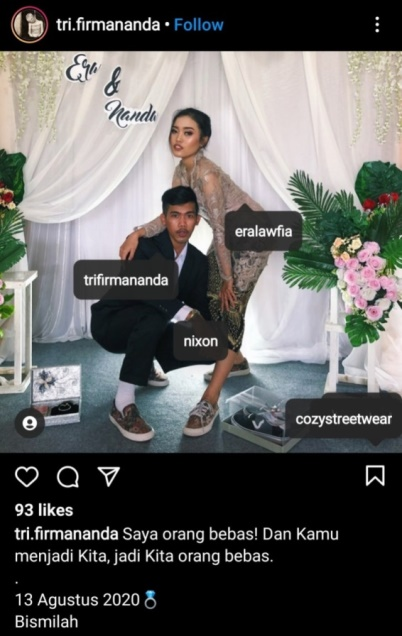 tri.firmananda • Follow
Era
&
Nanda
eralawfia
trifirmananda
nixon
cozystreetwear
93 likes
tri.firmananda Saya orang bebas! Dan Kamu
menjadi Kita, jadi Kita orang bebas.
.
13 Agustus 2020💍
Bismilah